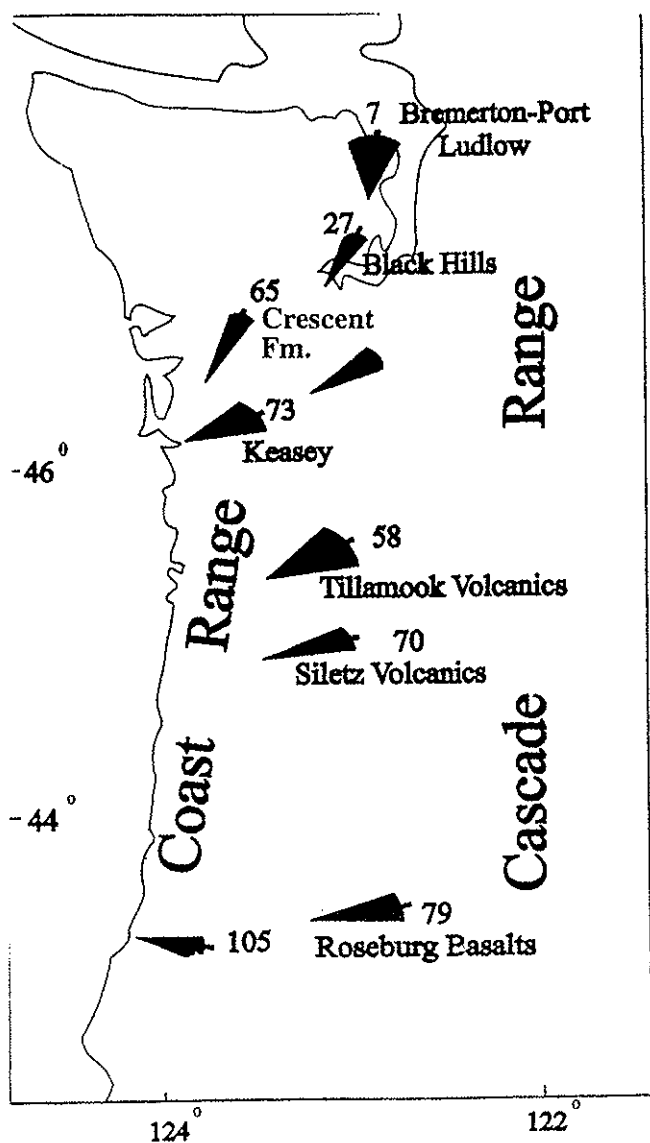 7 Bremerton-Port
Ludlow
27
Black Hills
65
Crescent
Fm.
73
Keasey
46°
58
Tillamook Volcanics
70
Siletz Volcanics
44°
79
Roseburg Basalts
105
Coast Range
Cascade Range
124° 122°